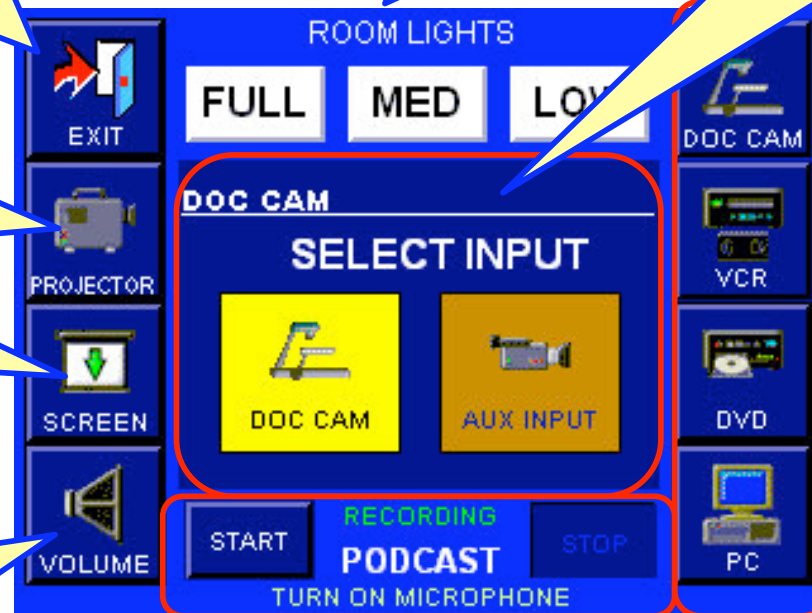 ROOM LIGHTS
FULL MED LOW
EXIT
PROJECTOR
SCREEN
VOLUME
DOC CAM
SELECT INPUT
DOC CAM AUX INPUT
START RECORDING STOP
PODCAST
TURN ON MICROPHONE
DOC CAM
VCR
DVD
PC